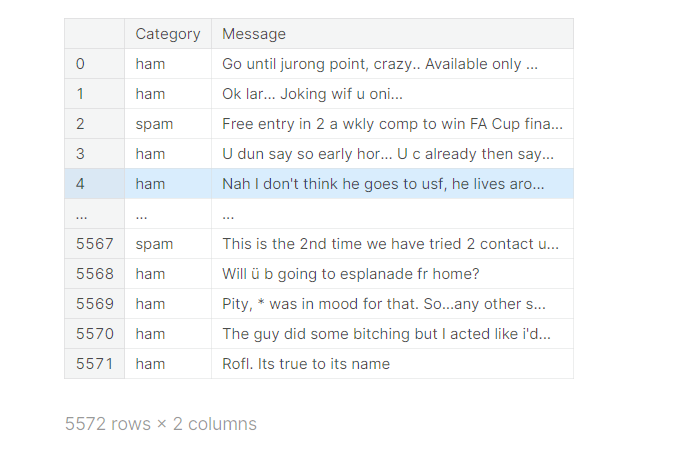 Category Message
0 ham Go until jurong point, crazy.. Available only ...
1 ham Ok lar... Joking wif u oni...
2 spam Free entry in 2 a wkly comp to win FA Cup fina...
3 ham U dun say so early hor... U c already then say...
4 ham Nah I don't think he goes to usf, he lives aro...
... ... ...
5567 spam This is the 2nd time we have tried 2 contact u...
5568 ham Will ü b going to esplanade fr home?
5569 ham Pity, * was in mood for that. So...any other s...
5570 ham The guy did some bitching but I acted like i'd...
5571 ham Rofl. Its true to its name
5572 rows × 2 columns